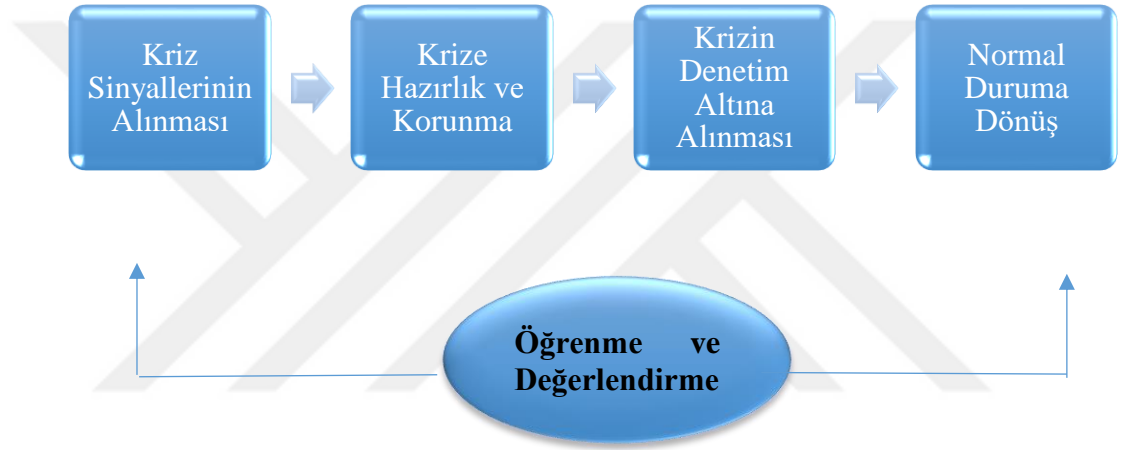 Kriz
Sinyallerinin
Alınması
Krize
Hazırlık ve
Korunma
Krizin
Denetim
Altına
Alınması
Normal
Duruma
Dönüş
Öğrenme ve
Değerlendirme